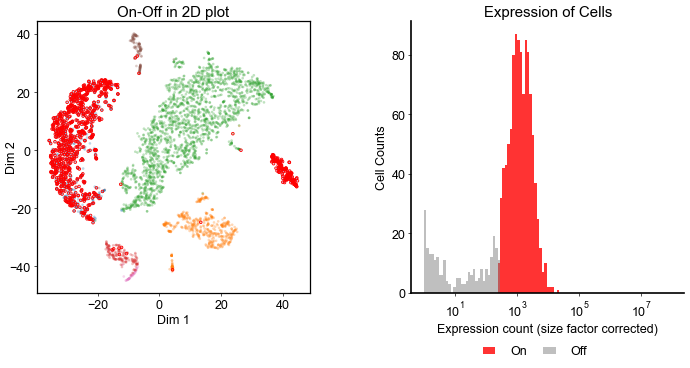 On-Off in 2D plot
40
20
0
−20
−40
−20
0
20
40
Dim 2
Dim 1
Expression of Cells
80
60
40
20
0
10^1
10^3
10^5
10^7
Cell Counts
Expression count (size factor corrected)
On
Off